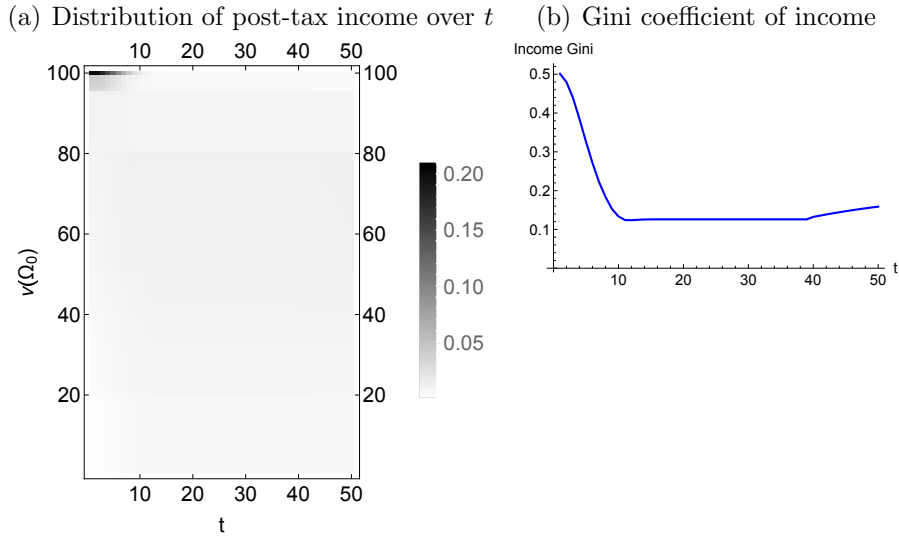 (a) Distribution of post-tax income over t
(b) Gini coefficient of income
10 20 30 40 50
100
80
60
40
20
100
80
60
40
20
ν(Ω0)
10 20 30 40 50
t
0.20
0.15
0.10
0.05
Income Gini
0.5
0.4
0.3
0.2
0.1
10 20 30 40 50
t